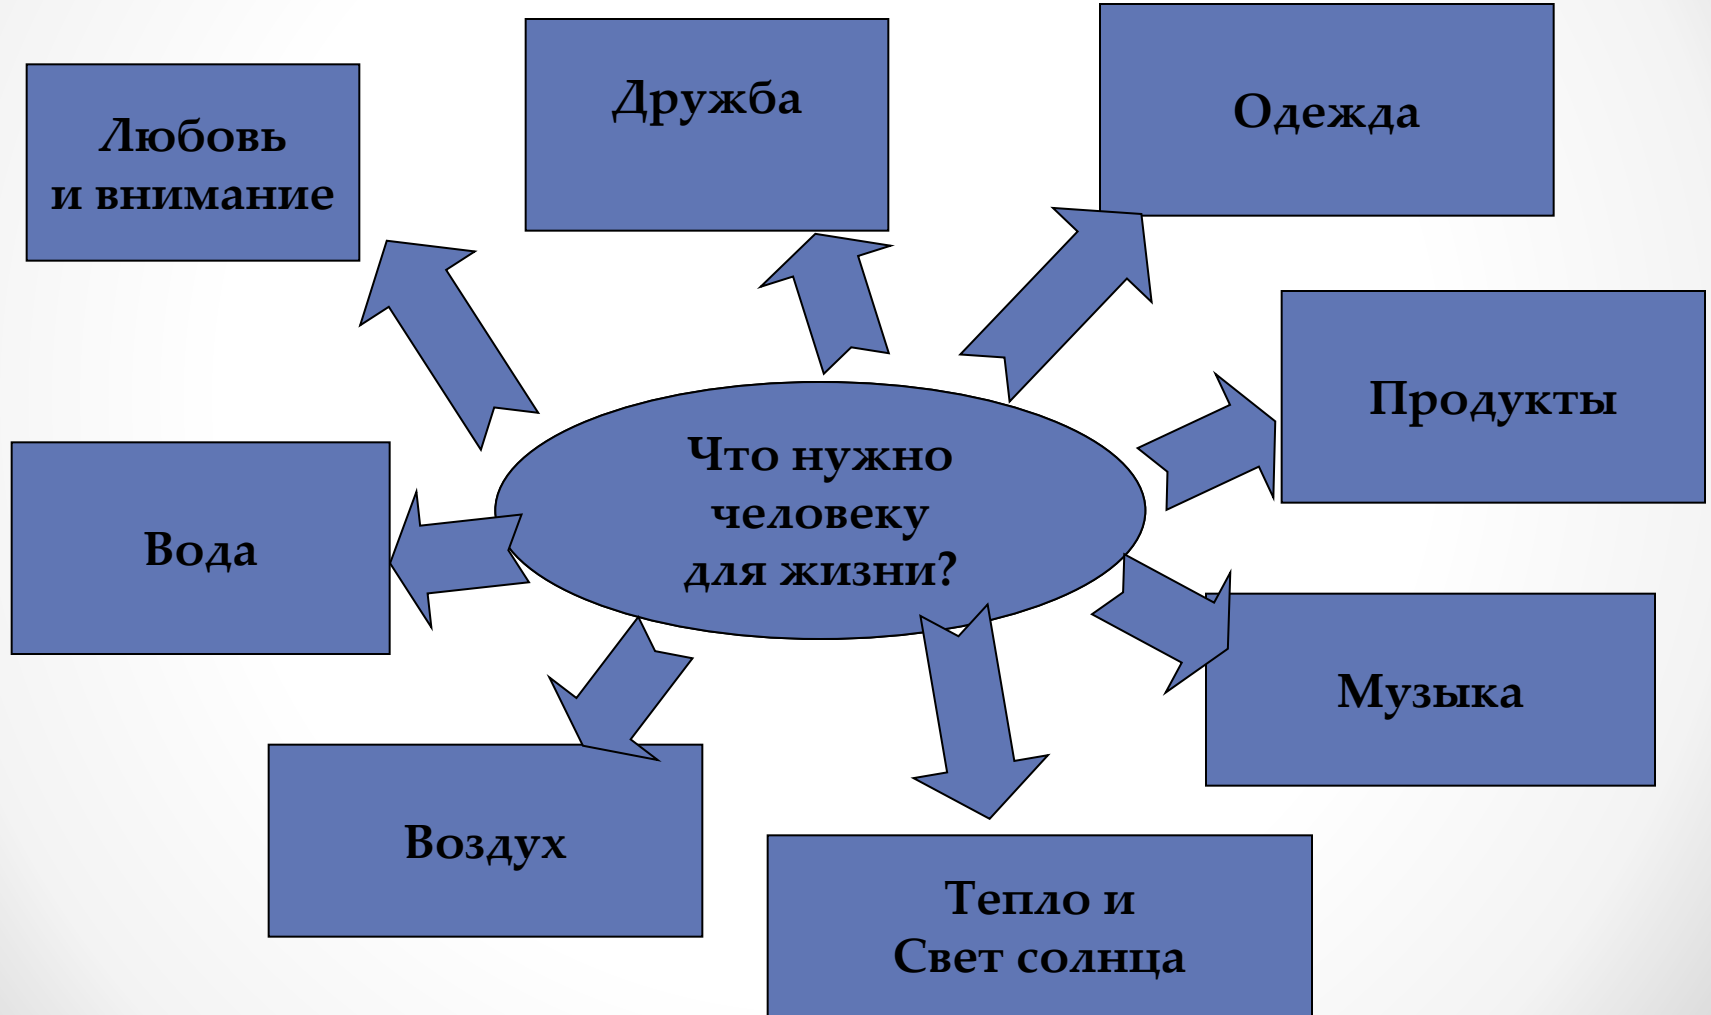 Любовь
и внимание
Дружба
Одежда
Продукты
Что нужно
человеку
для жизни?
Вода
Музыка
Воздух
Тепло и
Свет солнца